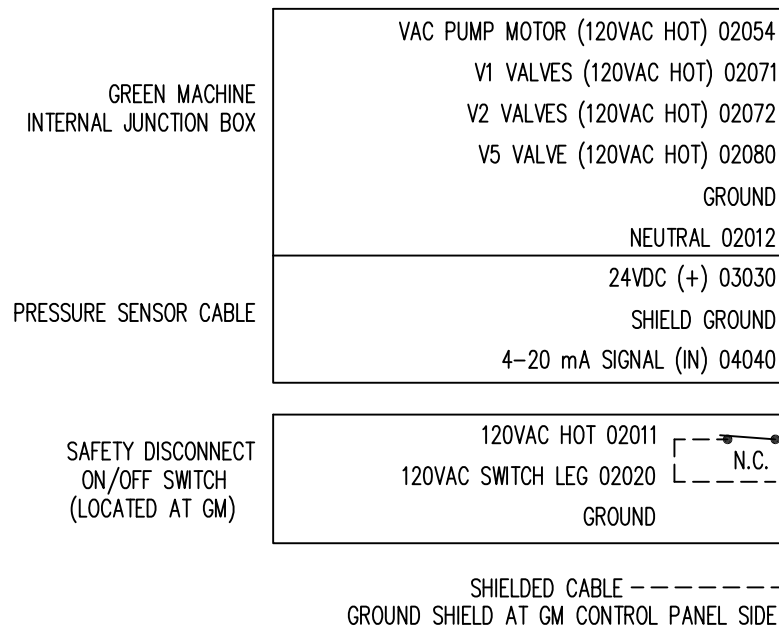 VAC PUMP MOTOR (120VAC HOT) 02054
V1 VALVES (120VAC HOT) 02071
GREEN MACHINE
INTERNAL JUNCTION BOX
V2 VALVES (120VAC HOT) 02072
V5 VALVE (120VAC HOT) 02080
GROUND
NEUTRAL 02012
24VDC (+) 03030
PRESSURE SENSOR CABLE
SHIELD GROUND
4-20 mA SIGNAL (IN) 04040
SAFETY DISCONNECT
ON/OFF SWITCH
(LOCATED AT GM)
120VAC HOT 02011
N.C.
120VAC SWITCH LEG 02020
GROUND
SHIELDED CABLE
GROUND SHIELD AT GM CONTROL PANEL SIDE